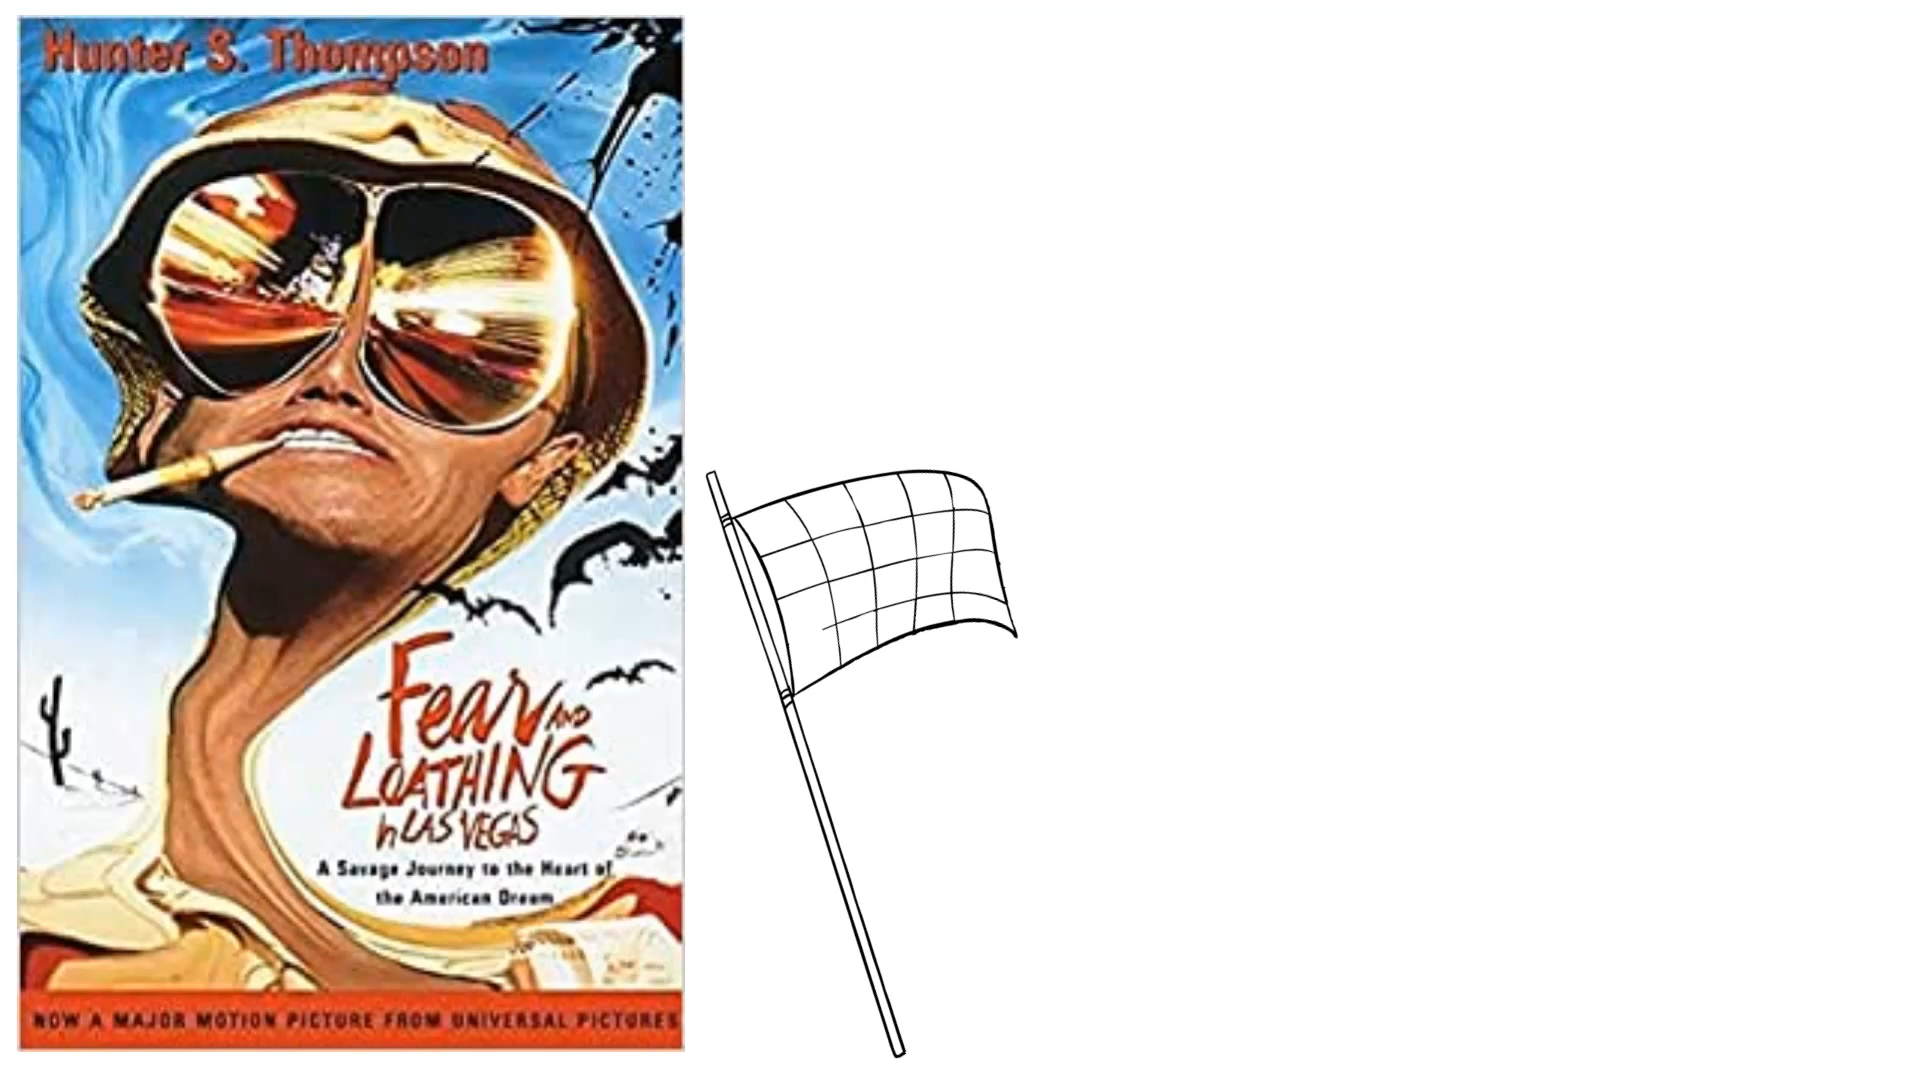 Hunter S. Thompson
Fear AND
LOATHING
in LAS VEGAS
A Savage Journey to the Heart of
the American Dream
NOW A MAJOR MOTION PICTURE FROM UNIVERSAL PICTURES